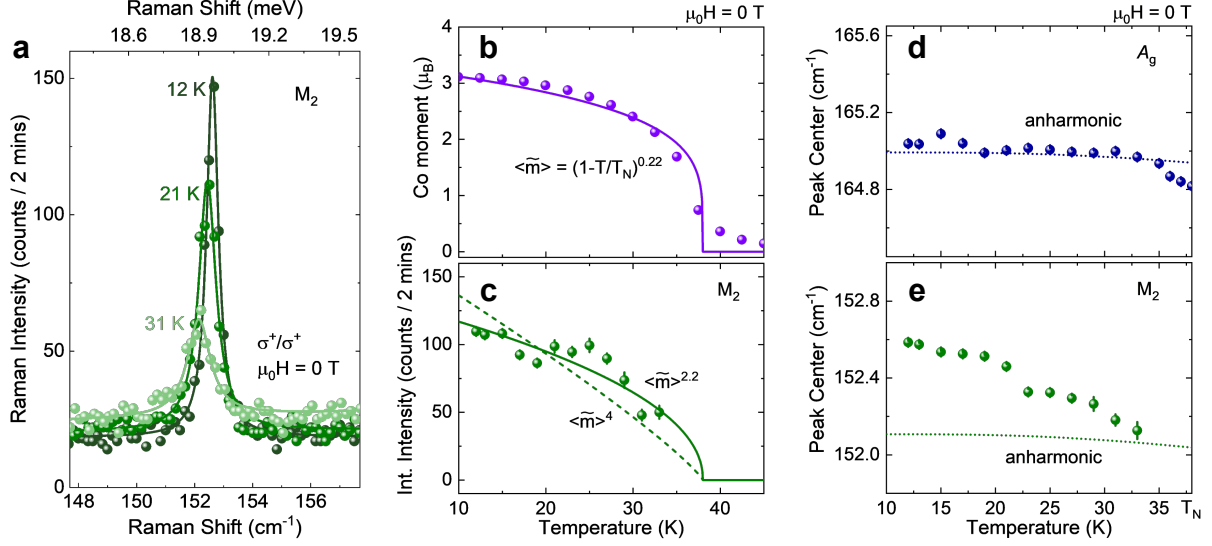 Raman Shift (meV)
18.6 18.9 19.2 19.5
a
M2
12 K
21 K
31 K
σ+/σ+
μ0H = 0 T
Raman Intensity (counts / 2 mins)
0 50 100 150
148 150 152 154 156
Raman Shift (cm-1)
μ0H = 0 T
b
Co moment (μB)
0 1 2 3 4
<m̃> = (1-T/TN)^0.22
c
M2
Int. Intensity (counts / 2 mins)
0 50 100 150
<m̃>^2.2
<m̃>^4
10 15 20 25 30 35 40 45
Temperature (K)
μ0H = 0 T
d
Ag
Peak Center (cm-1)
165.6
165.2
164.8
anharmonic
e
M2
Peak Center (cm-1)
152.8
152.4
152.0
anharmonic
10 15 20 25 30 35 TN
Temperature (K)